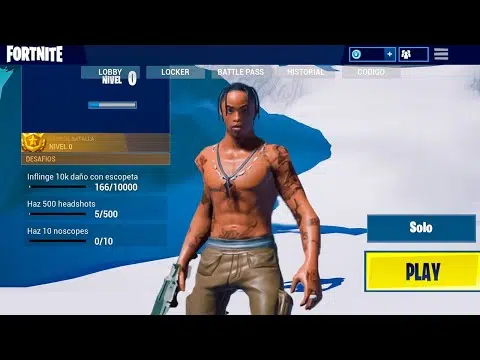 FORTNITE
LOBBY LOCKER BATTLE PASS HISTORIAL CODIGO
NIVEL 0
NIVEL 0
DESAFIOS
Inflinge 10k daño con escopeta
166/10000
Haz 500 headshots
5/500
Haz 10 noscopes
0/10
Solo
PLAY